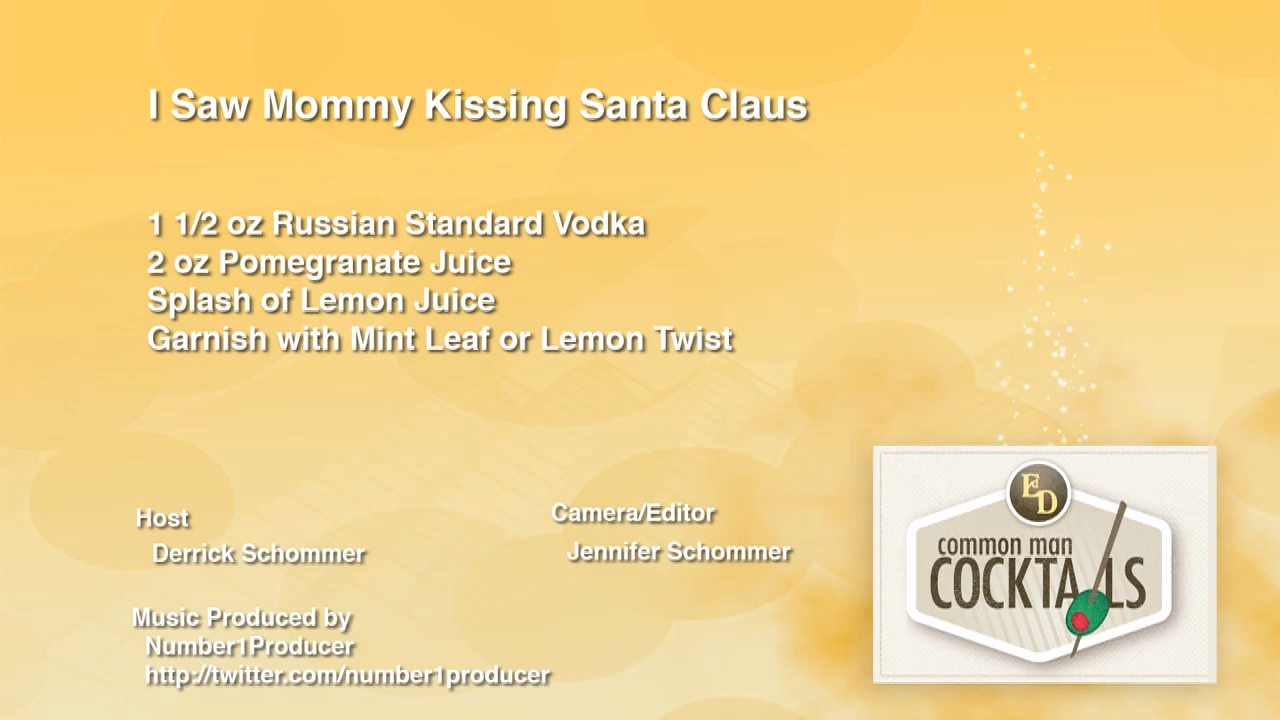 I Saw Mommy Kissing Santa Claus
1 1/2 oz Russian Standard Vodka
2 oz Pomegranate Juice
Splash of Lemon Juice
Garnish with Mint Leaf or Lemon Twist
Host
Derrick Schommer
Camera/Editor
Jennifer Schommer
Music Produced by
Number1Producer
http://twitter.com/number1producer
ED
common man
COCKTAILS